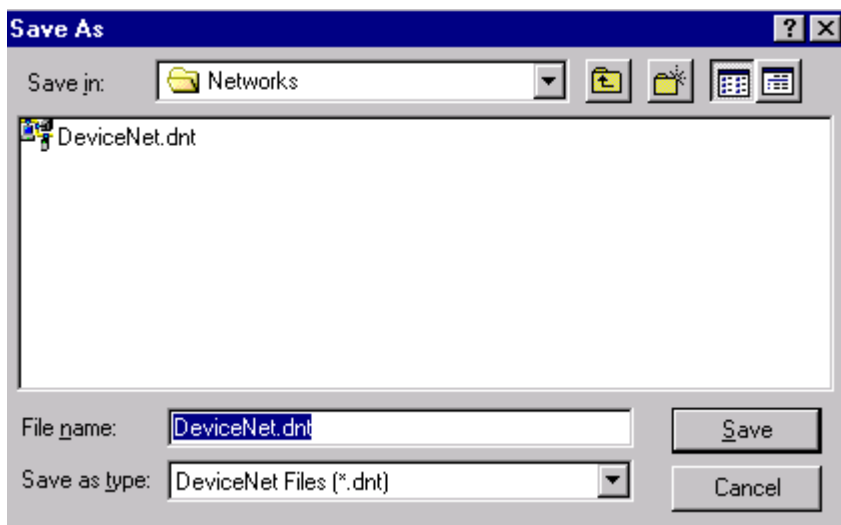 Save As
Save in: Networks
DeviceNet.dnt
File name: DeviceNet.dnt Save
Save as type: DeviceNet Files (*.dnt) Cancel